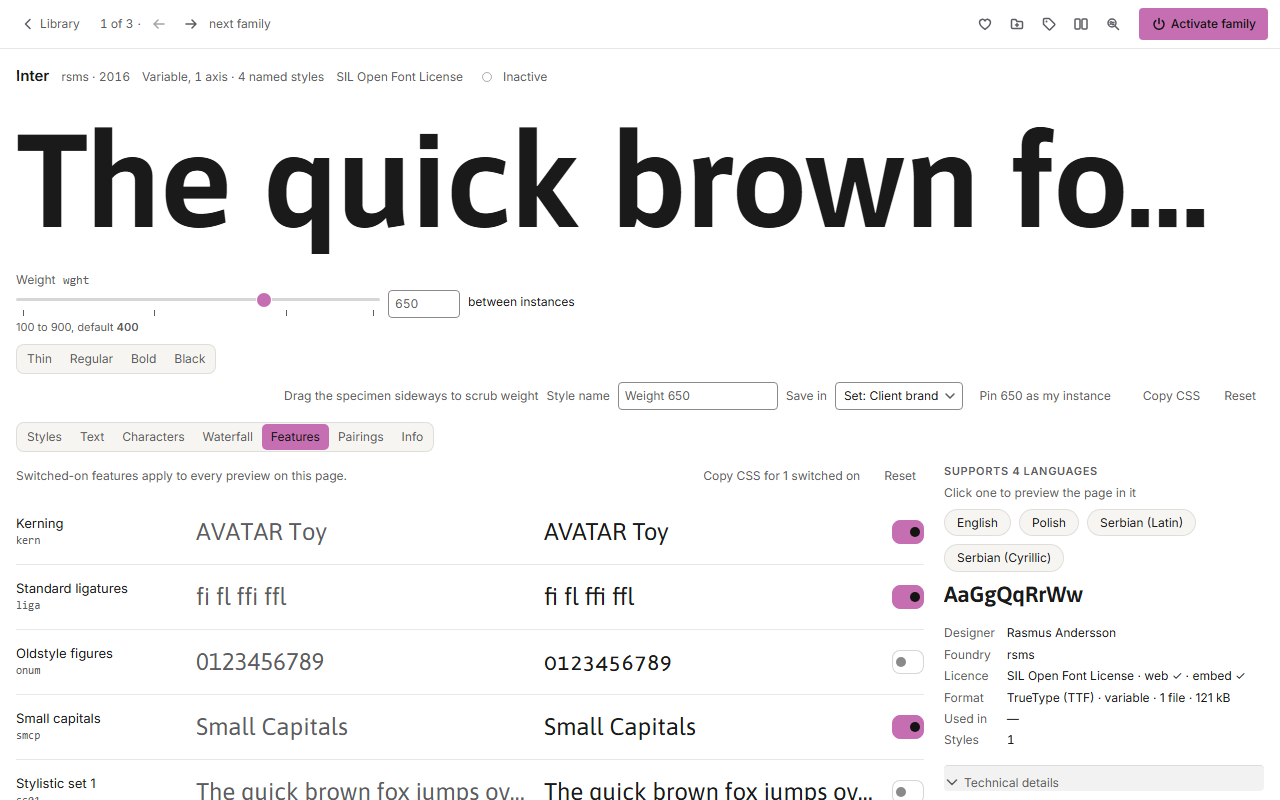 Library 1 of 3 · next family Activate family
Inter rsms · 2016 Variable, 1 axis · 4 named styles SIL Open Font License Inactive
The quick brown fo...
Weight wght
650 between instances
100 to 900, default 400
Thin Regular Bold Black
Drag the specimen sideways to scrub weight Style name Weight 650 Save in Set: Client brand Pin 650 as my instance Copy CSS Reset
Styles Text Characters Waterfall Features Pairings Info
Switched-on features apply to every preview on this page. Copy CSS for 1 switched on Reset
Kerning
kern
AVATAR Toy AVATAR Toy
Standard ligatures
liga
fi fl ffi ffl fi fl ffi ffl
Oldstyle figures
onum
0123456789 0123456789
Small capitals
smcp
Small Capitals Small Capitals
Stylistic set 1
ss01
The quick brown fox jumps ov... The quick brown fox jumps ov...
SUPPORTS 4 LANGUAGES
Click one to preview the page in it
English Polish Serbian (Latin)
Serbian (Cyrillic)
AaGgQqRrWw
Designer Rasmus Andersson
Foundry rsms
Licence SIL Open Font License · web ✓ · embed ✓
Format TrueType (TTF) · variable · 1 file · 121 kB
Used in —
Styles 1
Technical details